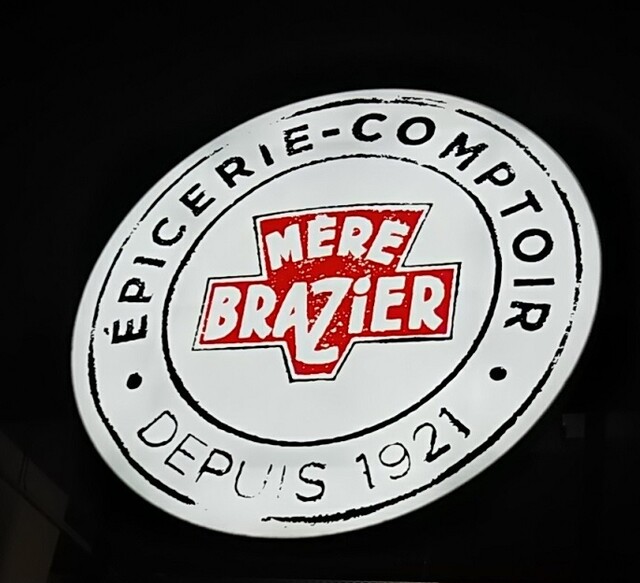 ÉPICERIE-COMPTOIR
MÈRE
BRAZiER
• DEPUIS 1921 •